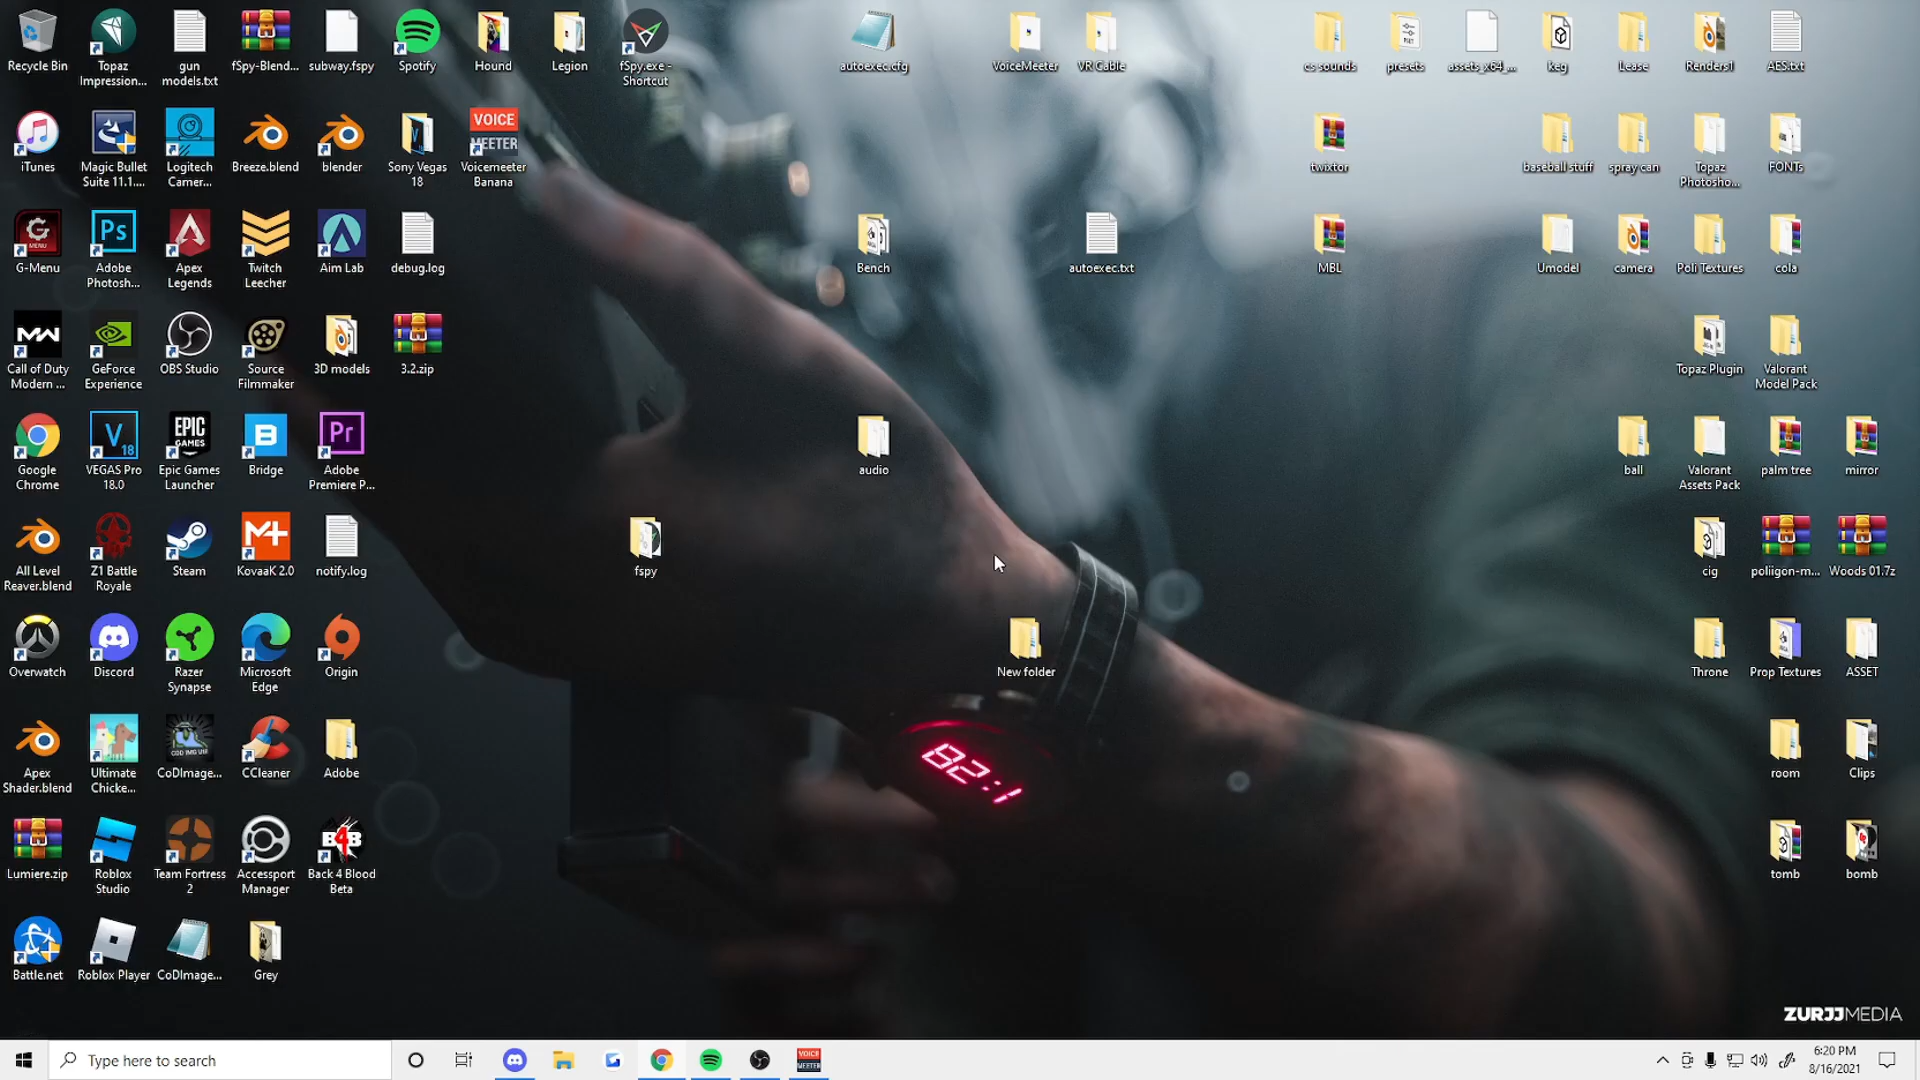 Recycle Bin
Topaz
Impression...
gun
models.txt
fSpy-Blend...
subway.fspy
Spotify
Hound
Legion
fSpy.exe -
Shortcut
autoexec.cfg
VoiceMeeter
VR Cable
cs sounds
presets
assets_x64_...
keg
Lease
Renders1
AES.txt
iTunes
Magic Bullet
Suite 11.1....
Logitech
Camer...
Breeze.blend
blender
Sony Vegas
18
VOICE
MEETER
Voicemeeter
Banana
twixtor
baseball stuff
spray can
Topaz
Photosho...
FONTs
G-Menu
Adobe
Photosh...
Apex
Legends
Twitch
Leecher
Aim Lab
debug.log
Bench
autoexec.txt
MBL
Umodel
camera
Poli Textures
cola
Call of Duty
Modern ...
GeForce
Experience
OBS Studio
Source
Filmmaker
3D models
3.2.zip
Topaz Plugin
Valorant
Model Pack
Google
Chrome
VEGAS Pro
18.0
Epic Games
Launcher
Bridge
Adobe
Premiere P...
audio
ball
Valorant
Assets Pack
palm tree
mirror
All Level
Reaver.blend
Z1 Battle
Royale
Steam
KovaaK 2.0
notify.log
fspy
cig
poliigon-m...
Woods 01.7z
Overwatch
Discord
Razer
Synapse
Microsoft
Edge
Origin
New folder
Throne
Prop Textures
ASSET
Apex
Shader.blend
Ultimate
Chicke...
CoDImage...
CCleaner
Adobe
82:1
room
Clips
Lumiere.zip
Roblox
Studio
Team Fortress
2
Accessport
Manager
B4B
Back 4 Blood
Beta
tomb
bomb
Battle.net
Roblox Player
CoDImage...
Grey
ZURJJMEDIA
Type here to search
VOICE
MEETER
6:20 PM
8/16/2021